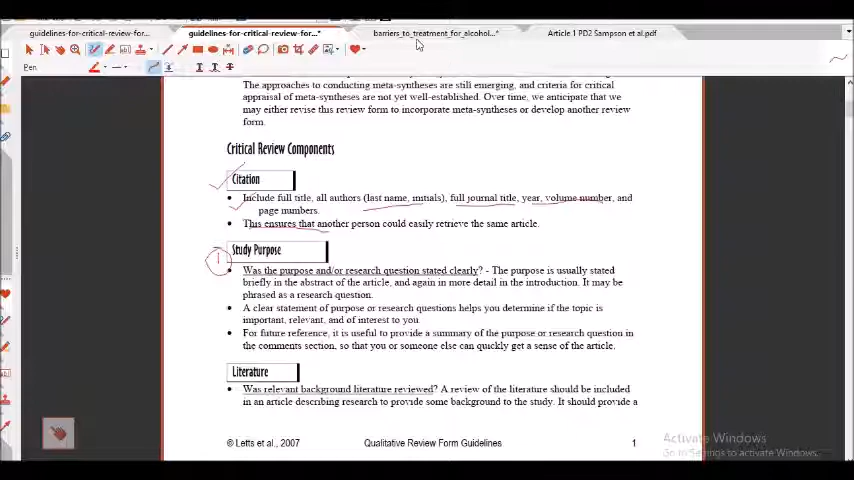 guidelines-for-critical-review-for...
guidelines-for-critical-review-for...*
barriers_to_treatment_for_alcohol...*
Article 1 PD2 Sampson et al.pdf
Pen
The approaches to conducting meta-syntheses are still emerging, and criteria for critical
appraisal of meta-syntheses are not yet well-established. Over time, we anticipate that we
may either revise this review form to incorporate meta-syntheses or develop another review
form.
Critical Review Components
Citation
• Include full title, all authors (last name, initials), full journal title, year, volume number, and
page numbers.
• This ensures that another person could easily retrieve the same article.
Study Purpose
1
• Was the purpose and/or research question stated clearly? - The purpose is usually stated
briefly in the abstract of the article, and again in more detail in the introduction. It may be
phrased as a research question.
• A clear statement of purpose or research questions helps you determine if the topic is
important, relevant, and of interest to you.
• For future reference, it is useful to provide a summary of the purpose or research question in
the comments section, so that you or someone else can quickly get a sense of the article.
Literature
• Was relevant background literature reviewed? A review of the literature should be included
in an article describing research to provide some background to the study. It should provide a
© Letts et al., 2007
Qualitative Review Form Guidelines
1
Activate Windows
Go to Settings to activate Windows.